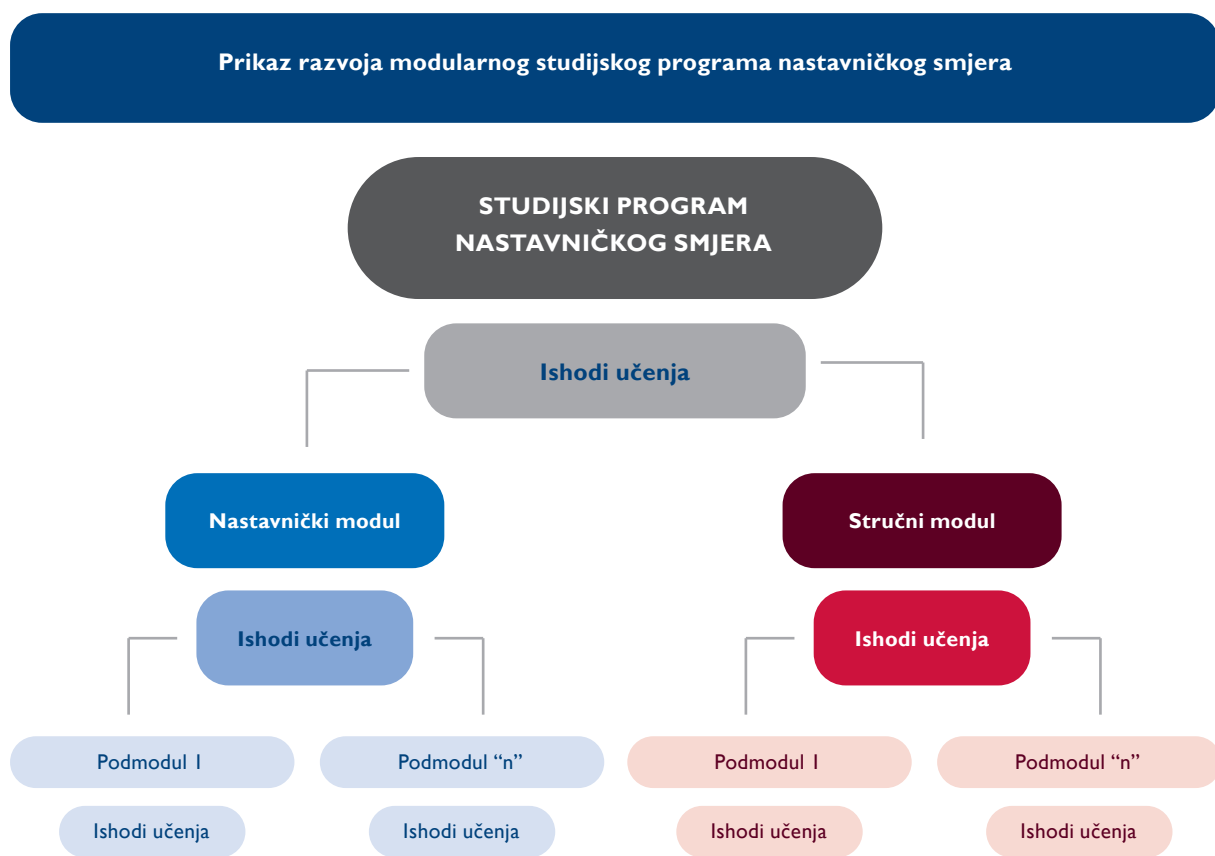 Prikaz razvoja modularnog studijskog programa nastavničkog smjera
STUDIJSKI PROGRAM
NASTAVNIČKOG SMJERA
Ishodi učenja
Nastavnički modul
Stručni modul
Ishodi učenja
Ishodi učenja
Podmodul 1
Podmodul “n”
Podmodul 1
Podmodul “n”
Ishodi učenja
Ishodi učenja
Ishodi učenja
Ishodi učenja